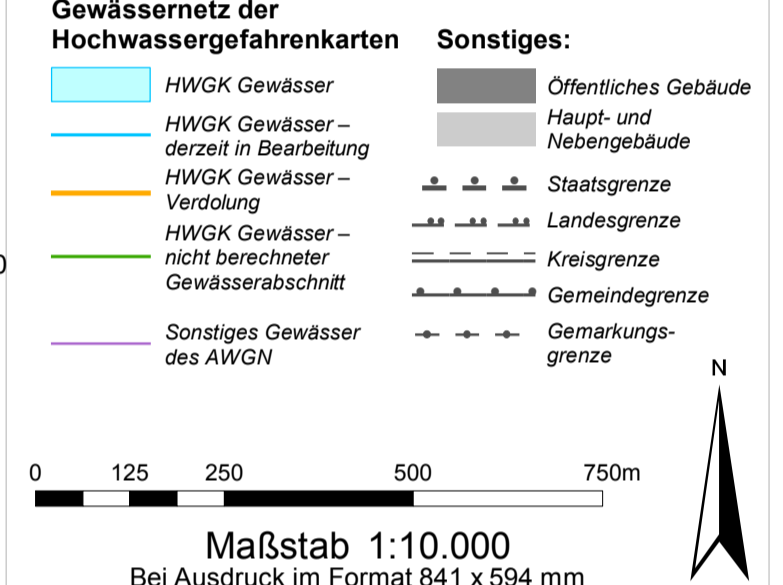 Gewässernetz der
Hochwassergefahrenkarten
HWGK Gewässer
HWGK Gewässer –
derzeit in Bearbeitung
HWGK Gewässer –
Verdolung
HWGK Gewässer –
nicht berechneter
Gewässerabschnitt
Sonstiges Gewässer
des AWGN
Sonstiges:
Öffentliches Gebäude
Haupt- und
Nebengebäude
Staatsgrenze
Landesgrenze
Kreisgrenze
Gemeindegrenze
Gemarkungs-
grenze
N
0 125 250 500 750m
Maßstab 1:10.000
Bei Ausdruck im Format 841 x 594 mm